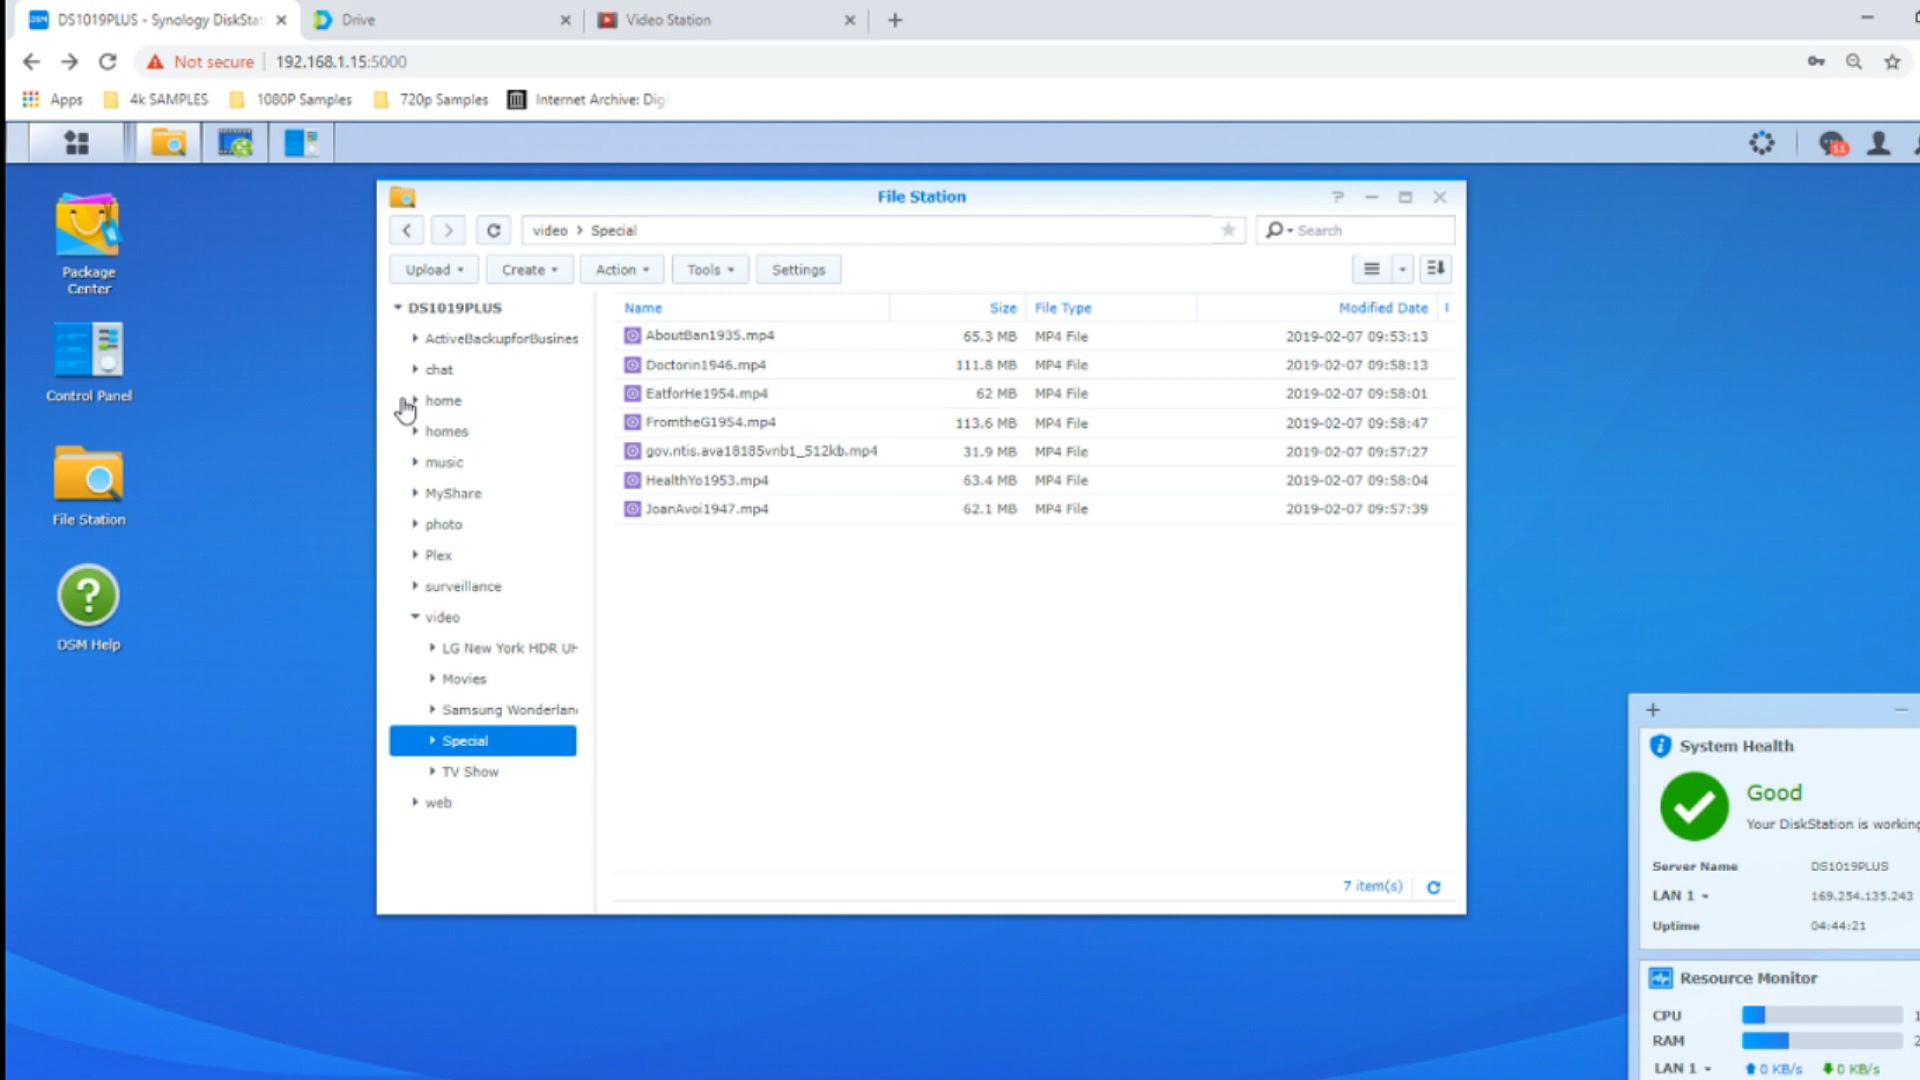 DSM DS1019PLUS - Synology DiskStat
Drive
Video Station
Not secure
192.168.1.15:5000
Apps
4k SAMPLES
1080P Samples
720p Samples
Internet Archive: Digi
11
Package
Center
Control Panel
File Station
DSM Help
File Station
video > Special
Search
Upload
Create
Action
Tools
Settings
DS1019PLUS
ActiveBackupforBusines
chat
home
homes
music
MyShare
photo
Plex
surveillance
video
LG New York HDR UH
Movies
Samsung Wonderlan
Special
TV Show
web
Name Size File Type Modified Date
AboutBan1935.mp4 65.3 MB MP4 File 2019-02-07 09:53:13
Doctorin1946.mp4 111.8 MB MP4 File 2019-02-07 09:58:13
EatforHe1954.mp4 62 MB MP4 File 2019-02-07 09:58:01
FromtheG1954.mp4 113.6 MB MP4 File 2019-02-07 09:58:47
gov.ntis.ava18185vnb1_512kb.mp4 31.9 MB MP4 File 2019-02-07 09:57:27
HealthYo1953.mp4 63.4 MB MP4 File 2019-02-07 09:58:04
JoanAvoi1947.mp4 62.1 MB MP4 File 2019-02-07 09:57:39
7 item(s)
System Health
Good
Your DiskStation is working
Server Name DS1019PLUS
LAN 1 169.254.135.243
Uptime 04:44:21
Resource Monitor
CPU
RAM
LAN 1 0 KB/s 0 KB/s